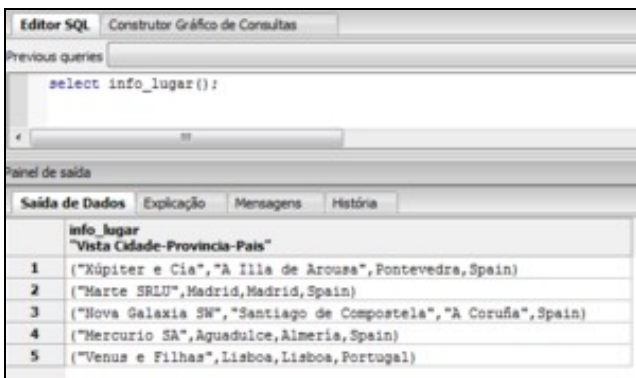 Editor SQL Construtor Gráfico de Consultas
Previous queries
select info_lugar();
Painel de saída
Saída de Dados Explicação Mensagens História
info_lugar
"Vista Cidade-Provincia-Pais"
1 ("Xúpiter e Cía","A Illa de Arousa",Pontevedra,Spain)
2 ("Marte SRLU",Madrid,Madrid,Spain)
3 ("Nova Galaxia SW","Santiago de Compostela","A Coruña",Spain)
4 ("Mercurio SA",Aguadulce,Almería,Spain)
5 ("Venus e Filhas",Lisboa,Lisboa,Portugal)